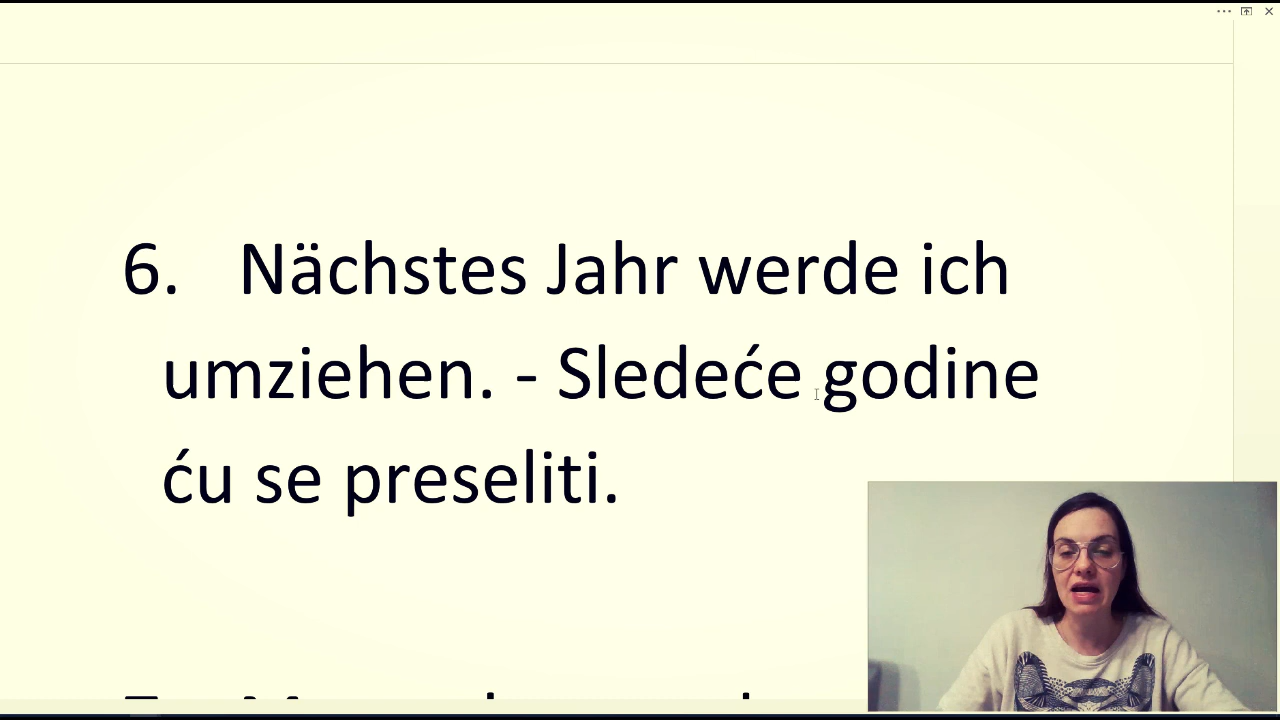 6. Nächstes Jahr werde ich
umziehen. - Sledeće godine
ću se preseliti.